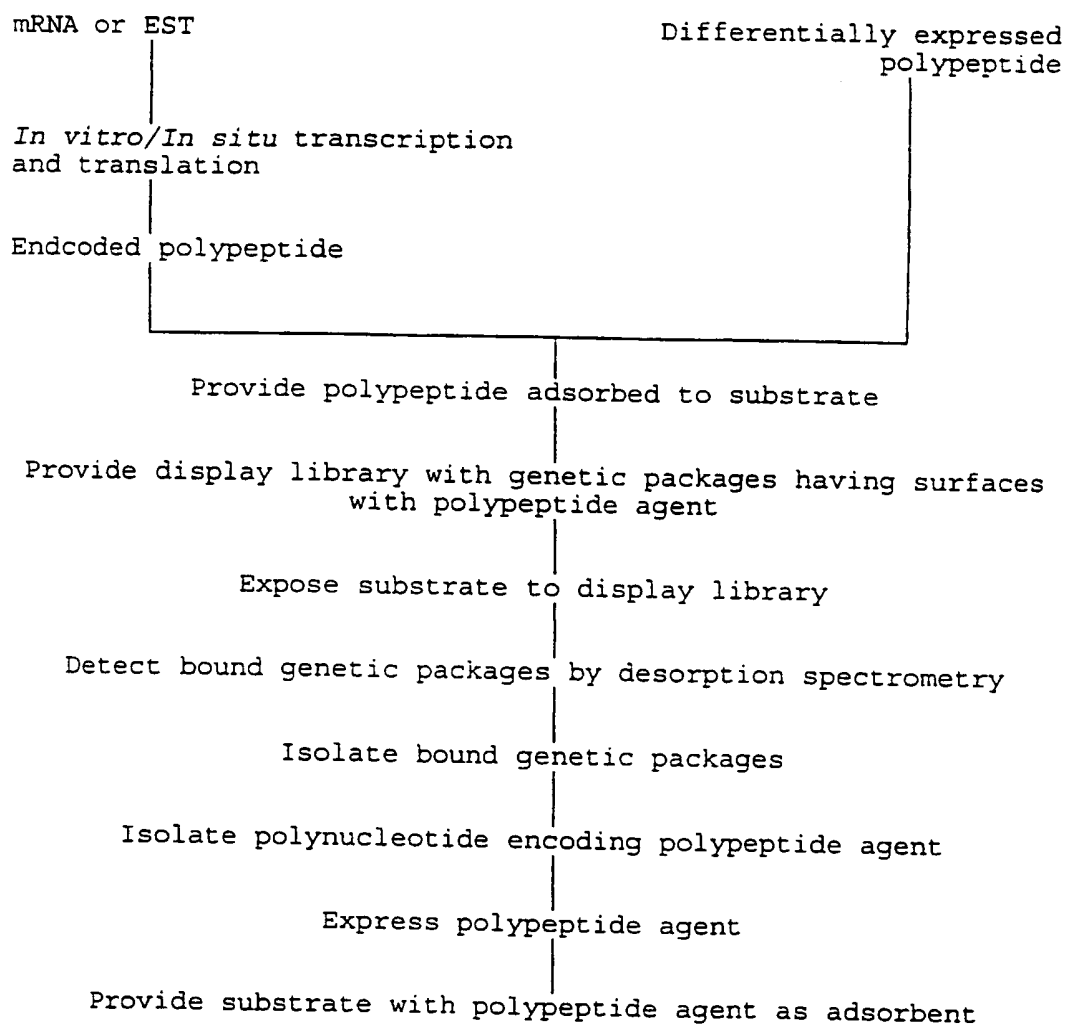 mRNA or EST
Differentially expressed
polypeptide
In vitro/In situ transcription
and translation
Endcoded polypeptide
Provide polypeptide adsorbed to substrate
Provide display library with genetic packages having surfaces
with polypeptide agent
Expose substrate to display library
Detect bound genetic packages by desorption spectrometry
Isolate bound genetic packages
Isolate polynucleotide encoding polypeptide agent
Express polypeptide agent
Provide substrate with polypeptide agent as adsorbent